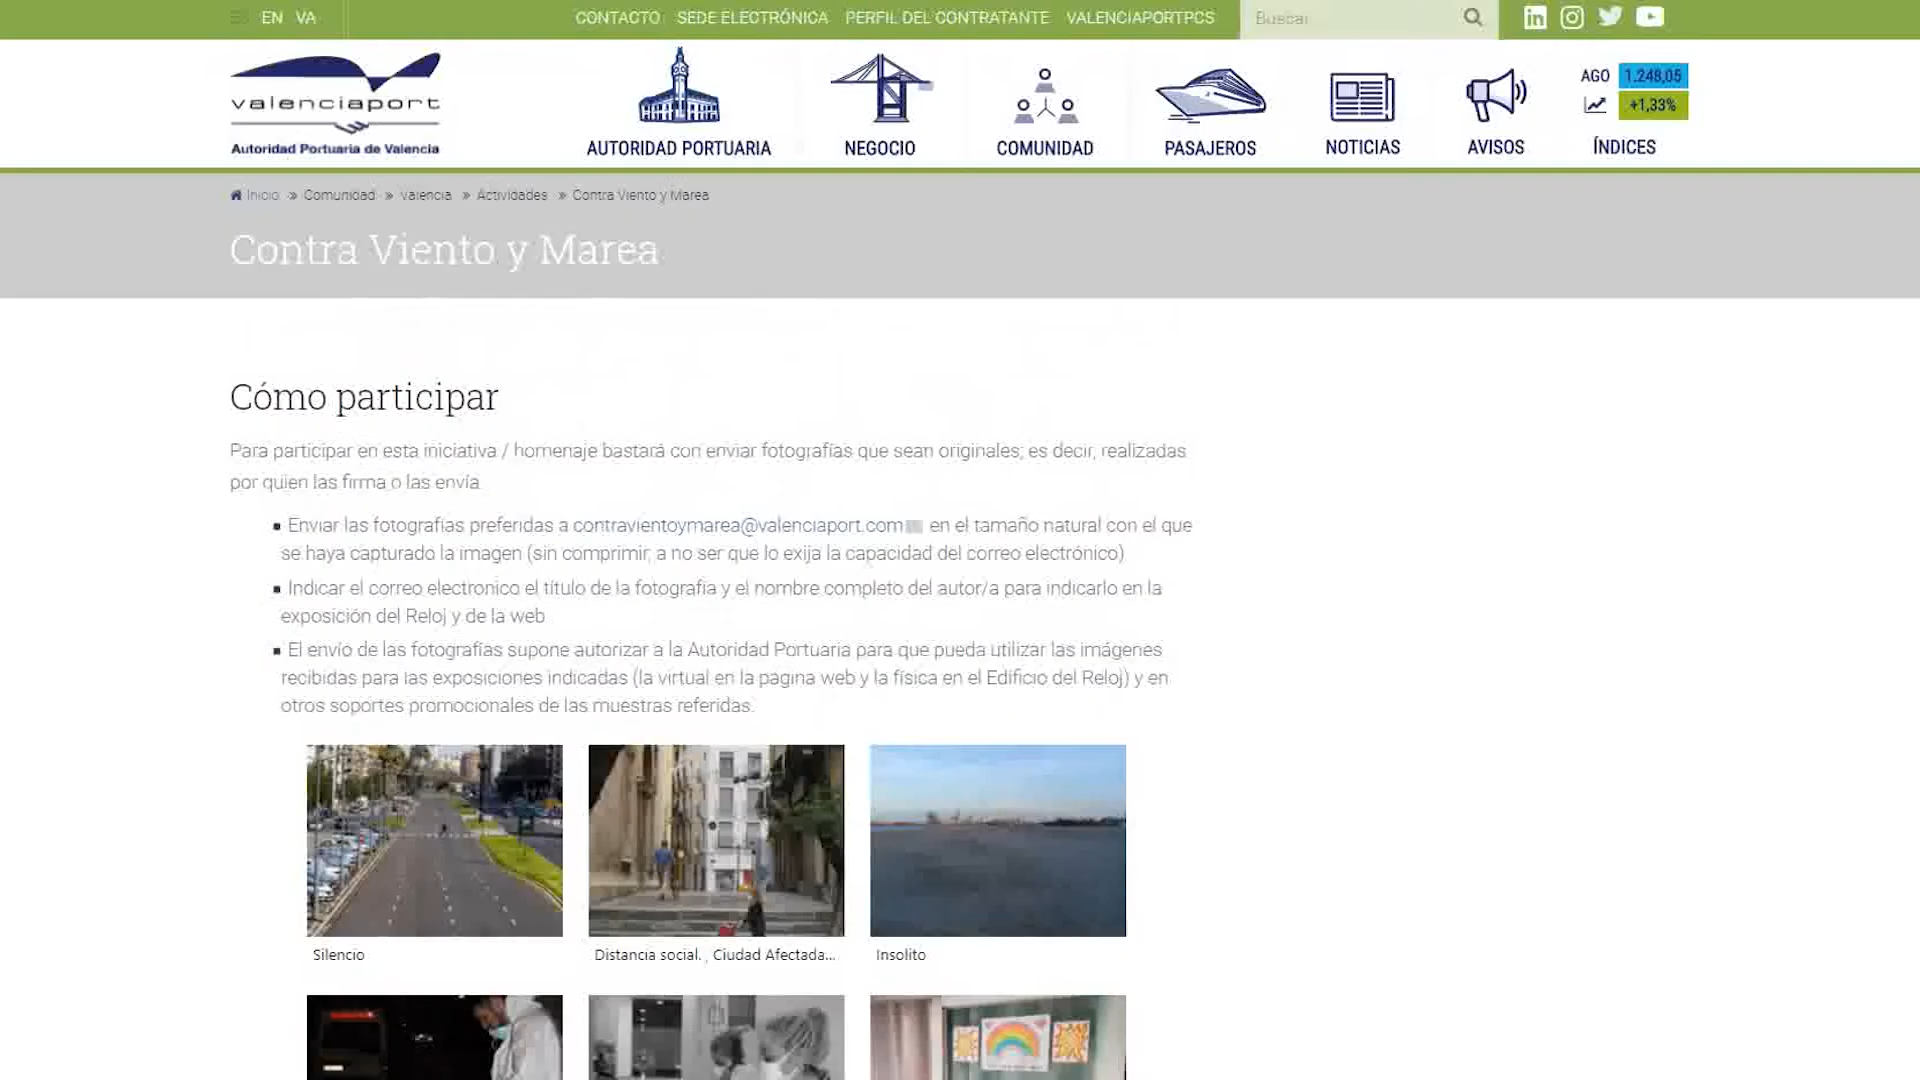 ES EN VA
CONTACTO SEDE ELECTRÓNICA PERFIL DEL CONTRATANTE VALENCIAPORTPCS
Buscar
valenciaport
Autoridad Portuaria de Valencia
AUTORIDAD PORTUARIA
NEGOCIO
COMUNIDAD
PASAJEROS
NOTICIAS
AVISOS
AGO 1.248,05
+1,33%
ÍNDICES
Inicio » Comunidad » Valencia » Actividades » Contra Viento y Marea
Contra Viento y Marea
Cómo participar
Para participar en esta iniciativa / homenaje bastará con enviar fotografías que sean originales; es decir, realizadas
por quien las firma o las envía.
Enviar las fotografías preferidas a contravientoymarea@valenciaport.com en el tamaño natural con el que
se haya capturado la imagen (sin comprimir, a no ser que lo exija la capacidad del correo electrónico)
Indicar el correo electronico el título de la fotografía y el nombre completo del autor/a para indicarlo en la
exposición del Reloj y de la web
El envío de las fotografías supone autorizar a la Autoridad Portuaria para que pueda utilizar las imágenes
recibidas para las exposiciones indicadas (la virtual en la página web y la física en el Edificio del Reloj) y en
otros soportes promocionales de las muestras referidas.
Silencio
Distancia social. , Ciudad Afectada...
Insolito